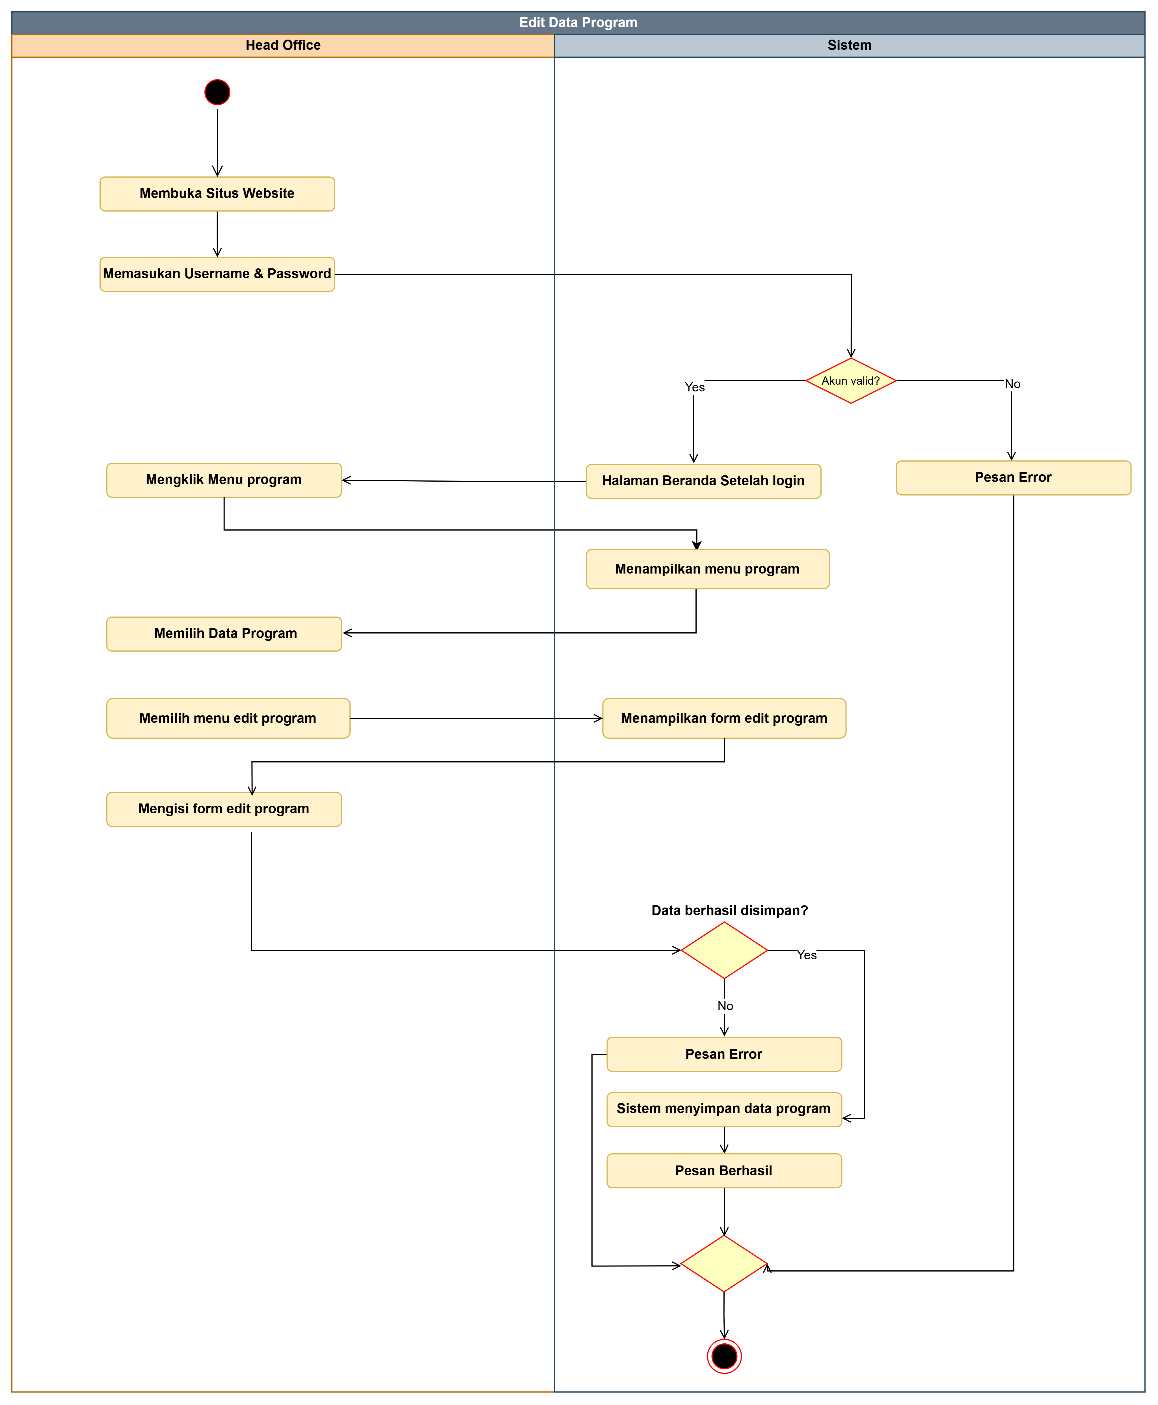 Edit Data Program
Head Office
Sistem
Membuka Situs Website
Memasukan Username & Password
Akun valid?
Yes
No
Mengklik Menu program
Halaman Beranda Setelah login
Pesan Error
Menampilkan menu program
Memilih Data Program
Memilih menu edit program
Menampilkan form edit program
Mengisi form edit program
Data berhasil disimpan?
Yes
No
Pesan Error
Sistem menyimpan data program
Pesan Berhasil